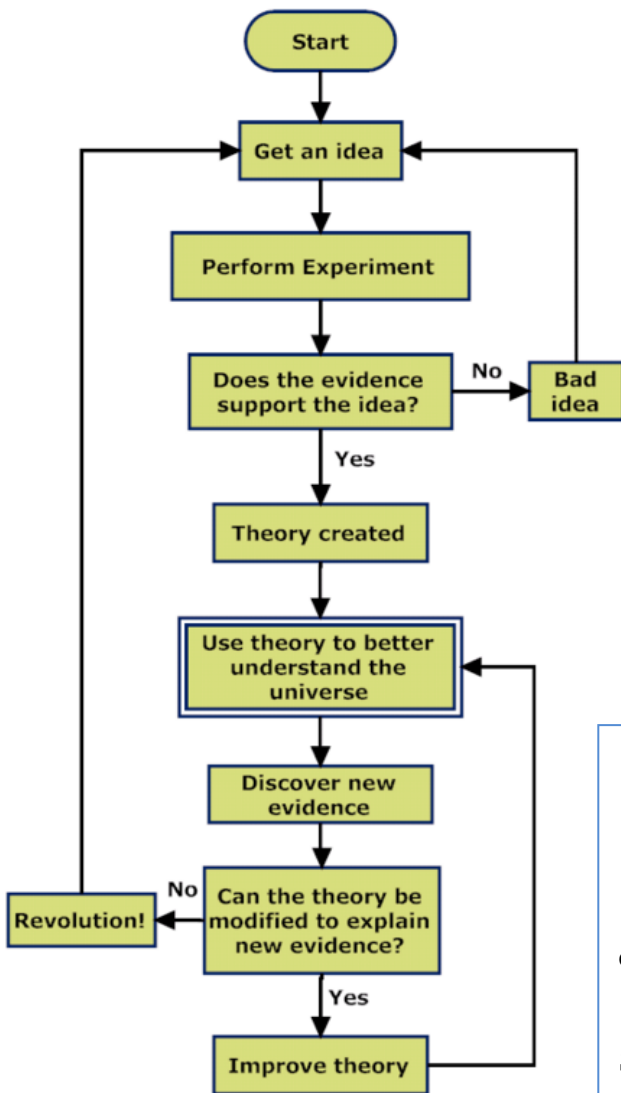 Start
Get an idea
Perform Experiment
Does the evidence
support the idea?
No
Bad
idea
Yes
Theory created
Use theory to better
understand the
universe
Discover new
evidence
Can the theory be
modified to explain
new evidence?
No
Revolution!
Yes
Improve theory